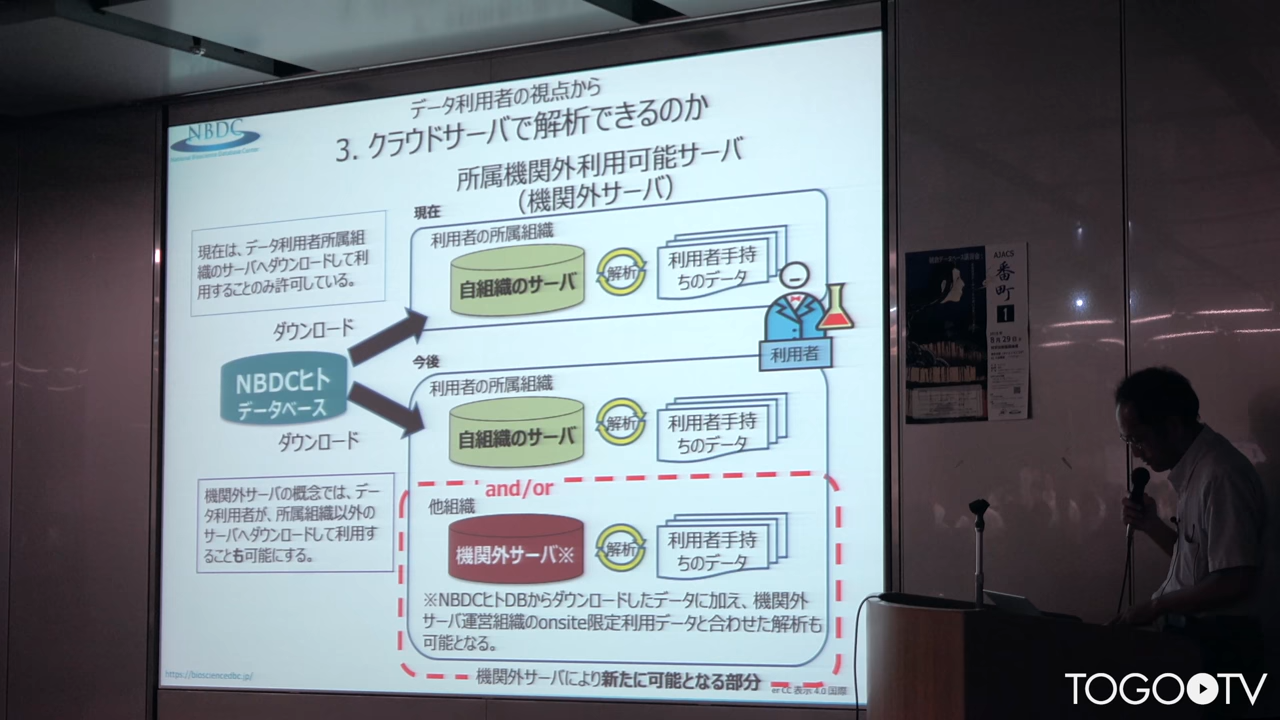 NBDC
National Bioscience Database Center
データ利用者の視点から
3. クラウドサーバで解析できるのか
所属機関外利用可能サーバ
（機関外サーバ）
現在は、データ利用者所属組
織のサーバへダウンロードして利
用することのみ許可している。
現在
利用者の所属組織
自組織のサーバ
解析
利用者手持
ちのデータ
利用者
ダウンロード
NBDCヒト
データベース
ダウンロード
今後
利用者の所属組織
自組織のサーバ
解析
利用者手持
ちのデータ
and/or
他組織
機関外サーバ※
解析
利用者手持
ちのデータ
※NBDCヒトDBからダウンロードしたデータに加え、機関外
サーバ運営組織のonsite限定利用データと合わせた解析も
可能となる。
機関外サーバの概念では、デー
タ利用者が、所属組織以外の
サーバへダウンロードして利用す
ることも可能にする。
機関外サーバにより新たに可能となる部分
https://biosciencedbc.jp/
er CC 表示 4.0 国際
AJACS
番町
1
TOGOTV